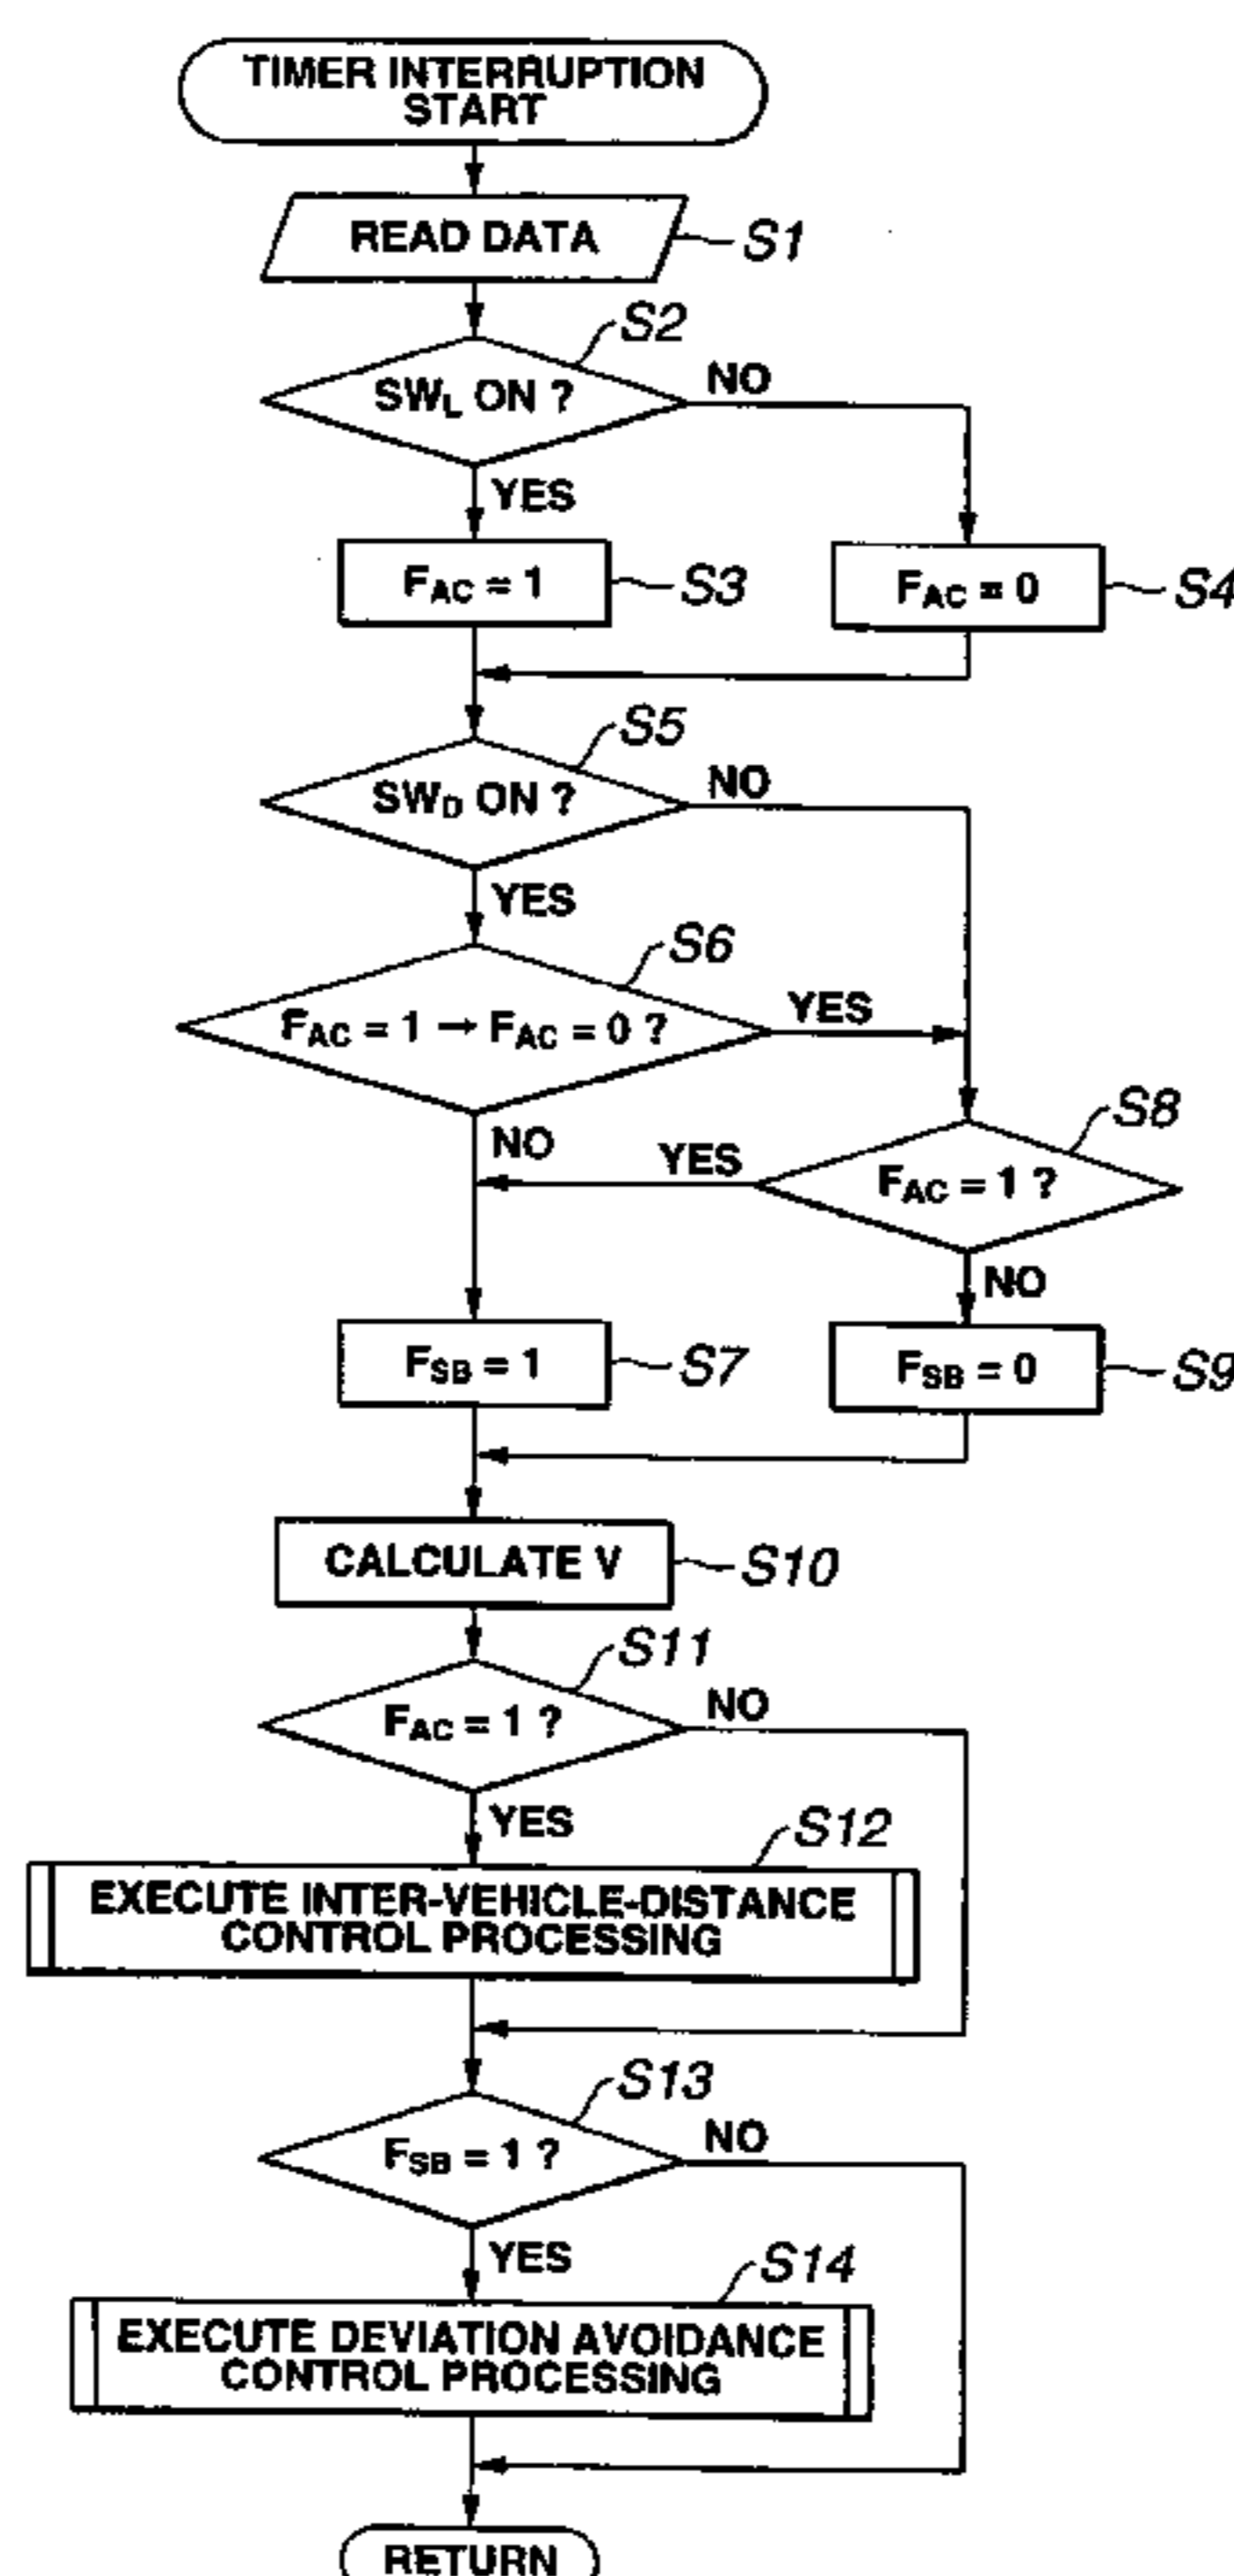 TIMER INTERRUPTION
START
READ DATA
S1
S2
SWL ON ?
NO
YES
FAC = 1
S3
FAC = 0
S4
S5
SWD ON ?
NO
YES
S6
FAC = 1 → FAC = 0 ?
YES
S8
NO
YES
FAC = 1 ?
NO
FSB = 1
S7
FSB = 0
S9
CALCULATE V
S10
S11
FAC = 1 ?
NO
YES
S12
EXECUTE INTER-VEHICLE-DISTANCE
CONTROL PROCESSING
S13
FSB = 1 ?
NO
YES
S14
EXECUTE DEVIATION AVOIDANCE
CONTROL PROCESSING
RETURN